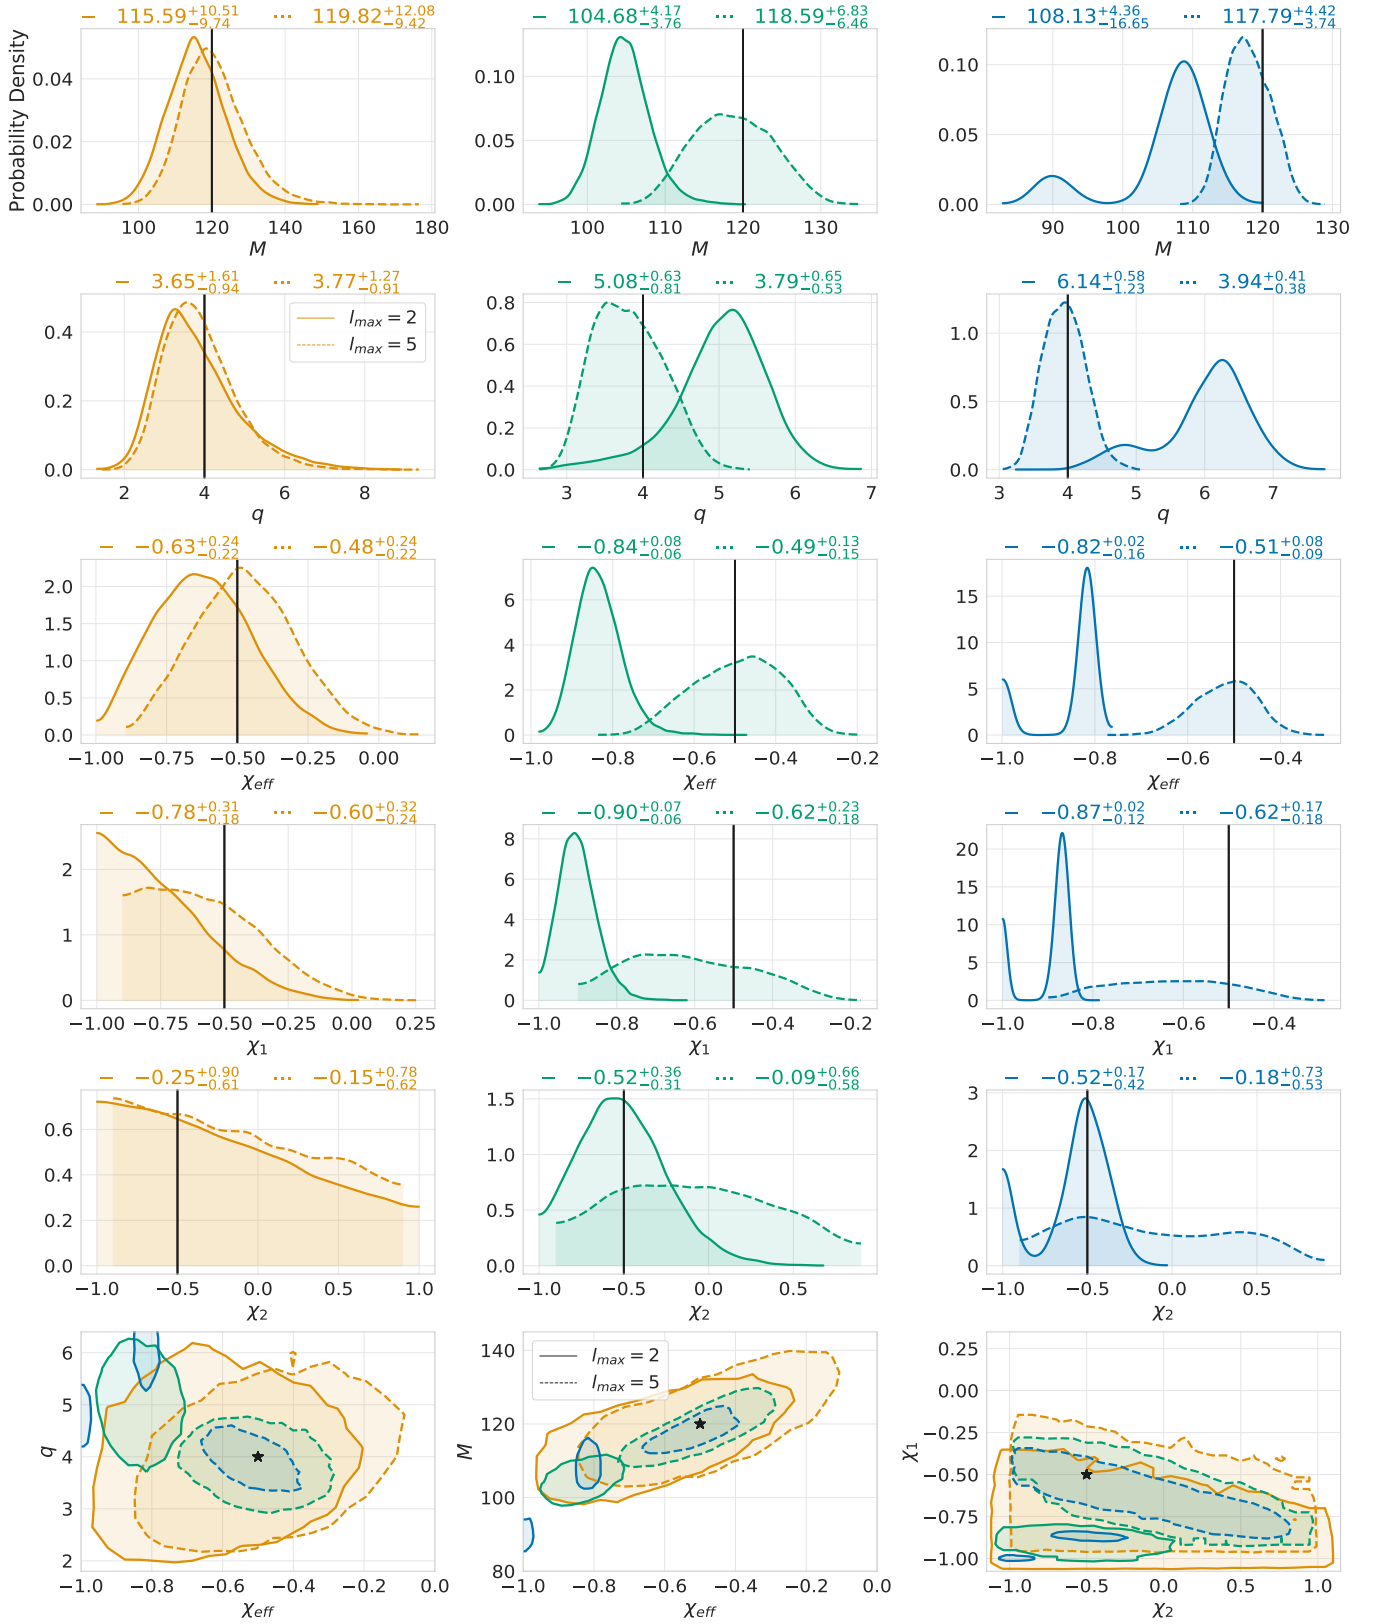 — 115.59+10.51−9.74 ··· 119.82+12.08−9.42
— 104.68+4.17−3.76 ··· 118.59+6.83−6.46
— 108.13+4.36−16.65 ··· 117.79+4.42−3.74
Probability Density
0.04
0.02
0.00
100 120 140 160 180
M
0.10
0.05
0.00
100 110 120 130
M
0.10
0.05
0.00
90 100 110 120 130
M
— 3.65+1.61−0.94 ··· 3.77+1.27−0.91
— 5.08+0.63−0.81 ··· 3.79+0.65−0.53
— 6.14+0.58−1.23 ··· 3.94+0.41−0.38
lmax = 2
lmax = 5
0.4
0.2
0.0
2 4 6 8
q
0.8
0.6
0.4
0.2
0.0
3 4 5 6 7
q
1.0
0.5
0.0
3 4 5 6 7
q
— −0.63+0.24−0.22 ··· −0.48+0.24−0.22
— −0.84+0.08−0.06 ··· −0.49+0.13−0.15
— −0.82+0.02−0.16 ··· −0.51+0.08−0.09
2.0
1.5
1.0
0.5
0.0
−1.00 −0.75 −0.50 −0.25 0.00
χeff
6
4
2
0
−1.0 −0.8 −0.6 −0.4 −0.2
χeff
15
10
5
0
−1.0 −0.8 −0.6 −0.4
χeff
— −0.78+0.31−0.18 ··· −0.60+0.32−0.24
— −0.90+0.07−0.06 ··· −0.62+0.23−0.18
— −0.87+0.02−0.12 ··· −0.62+0.17−0.18
2
1
0
−1.00 −0.75 −0.50 −0.25 0.00 0.25
χ1
8
6
4
2
0
−1.0 −0.8 −0.6 −0.4 −0.2
χ1
20
15
10
5
0
−1.0 −0.8 −0.6 −0.4
χ1
— −0.25+0.90−0.61 ··· −0.15+0.78−0.62
— −0.52+0.36−0.31 ··· −0.09+0.66−0.58
— −0.52+0.17−0.42 ··· −0.18+0.73−0.53
0.6
0.4
0.2
0.0
−1.0 −0.5 0.0 0.5 1.0
χ2
1.5
1.0
0.5
0.0
−1.0 −0.5 0.0 0.5
χ2
3
2
1
0
−1.0 −0.5 0.0 0.5
χ2
6
5
q
4
3
2
−1.0 −0.8 −0.6 −0.4 −0.2 0.0
χeff
lmax = 2
lmax = 5
140
120
M
100
80
−1.0 −0.8 −0.6 −0.4 −0.2 0.0
χeff
0.25
0.00
−0.25
χ1
−0.50
−0.75
−1.00
−1.0 −0.5 0.0 0.5 1.0
χ2